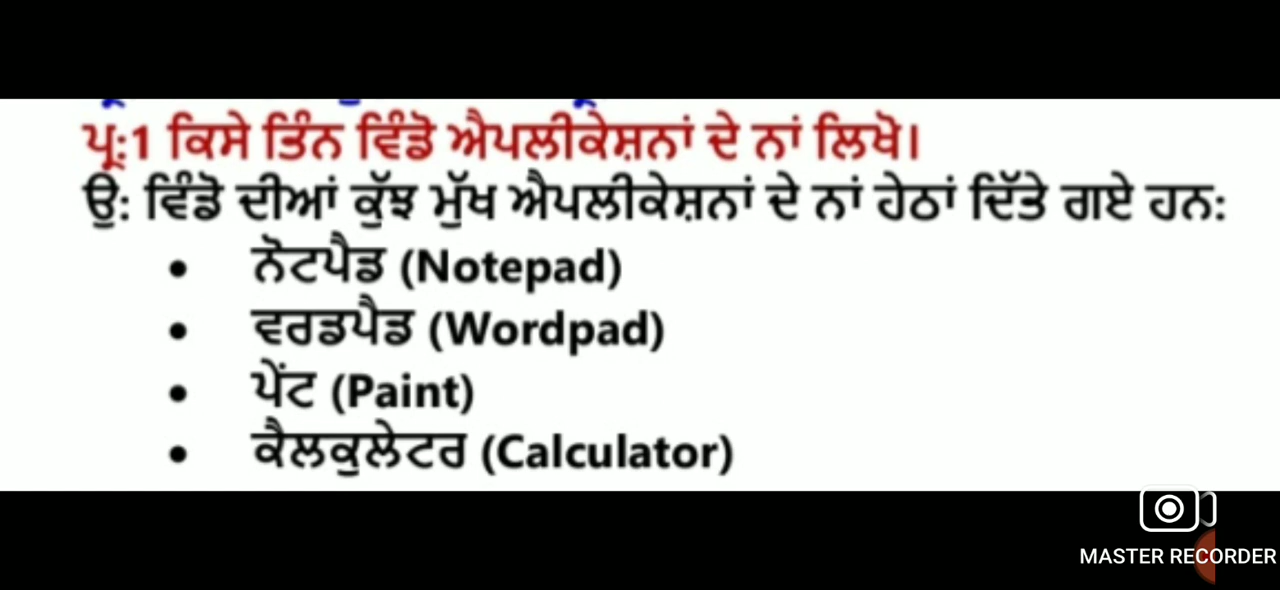 ਪ੍ਰ:1 ਕਿਸੇ ਤਿੰਨ ਵਿੰਡੋ ਐਪਲੀਕੇਸ਼ਨਾਂ ਦੇ ਨਾਂ ਲਿਖੋ।
ਉ: ਵਿੰਡੋ ਦੀਆਂ ਕੁੱਝ ਮੁੱਖ ਐਪਲੀਕੇਸ਼ਨਾਂ ਦੇ ਨਾਂ ਹੇਠਾਂ ਦਿੱਤੇ ਗਏ ਹਨ:
• ਨੋਟਪੈਡ (Notepad)
• ਵਰਡਪੈਡ (Wordpad)
• ਪੇਂਟ (Paint)
• ਕੈਲਕੁਲੇਟਰ (Calculator)
MASTER RECORDER